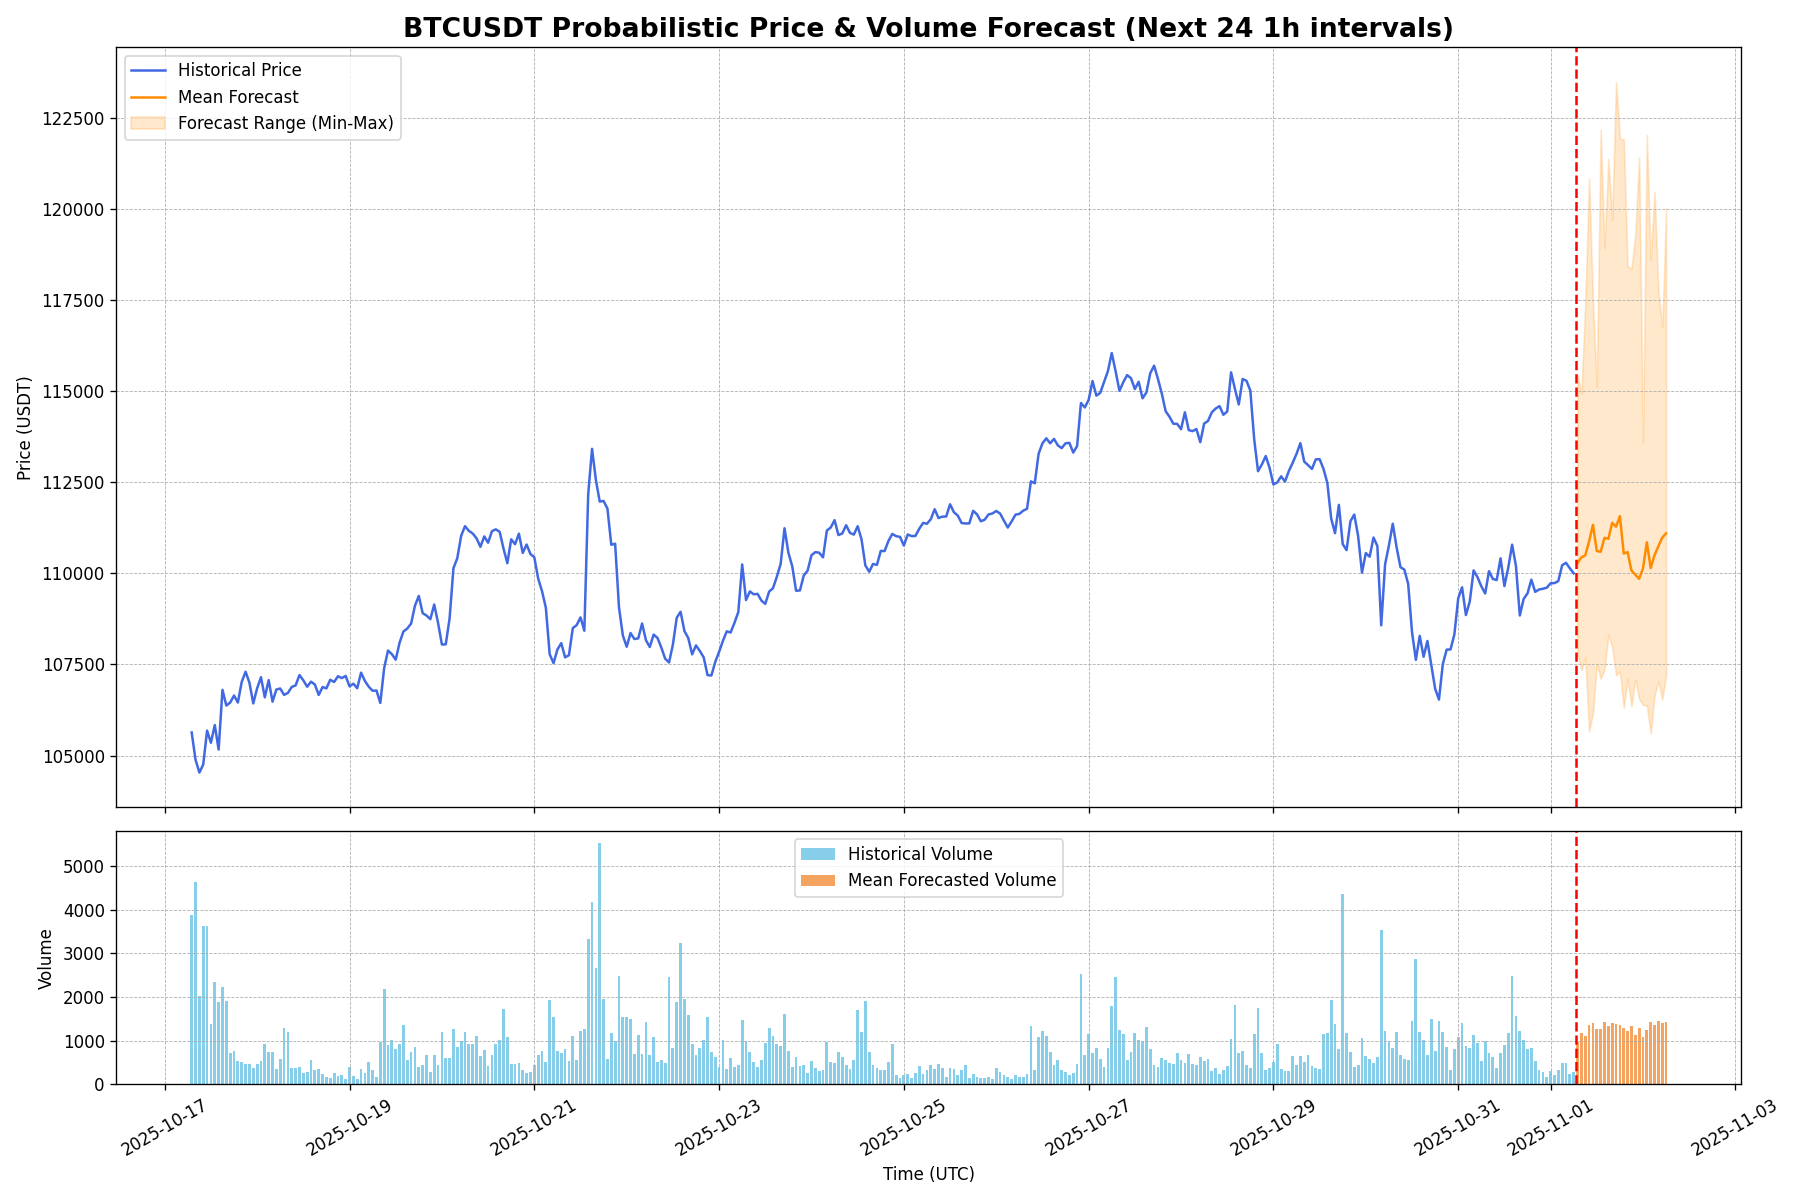 BTCUSDT Probabilistic Price & Volume Forecast (Next 24 1h intervals)
Historical Price
Mean Forecast
Forecast Range (Min-Max)
122500
120000
117500
115000
112500
110000
107500
105000
Price (USDT)
Historical Volume
Mean Forecasted Volume
5000
4000
3000
2000
1000
0
Volume
2025-10-17
2025-10-19
2025-10-21
2025-10-23
2025-10-25
2025-10-27
2025-10-29
2025-10-31
2025-11-01
2025-11-03
Time (UTC)